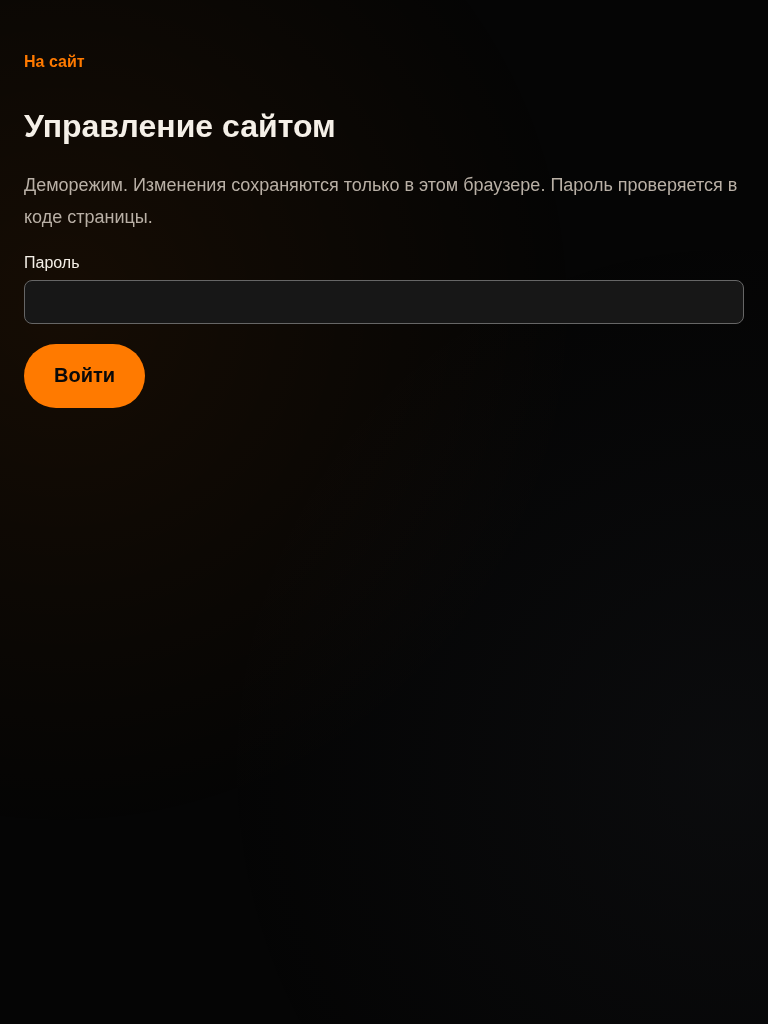 На сайт
Управление сайтом
Деморежим. Изменения сохраняются только в этом браузере. Пароль проверяется в
коде страницы.
Пароль
Войти